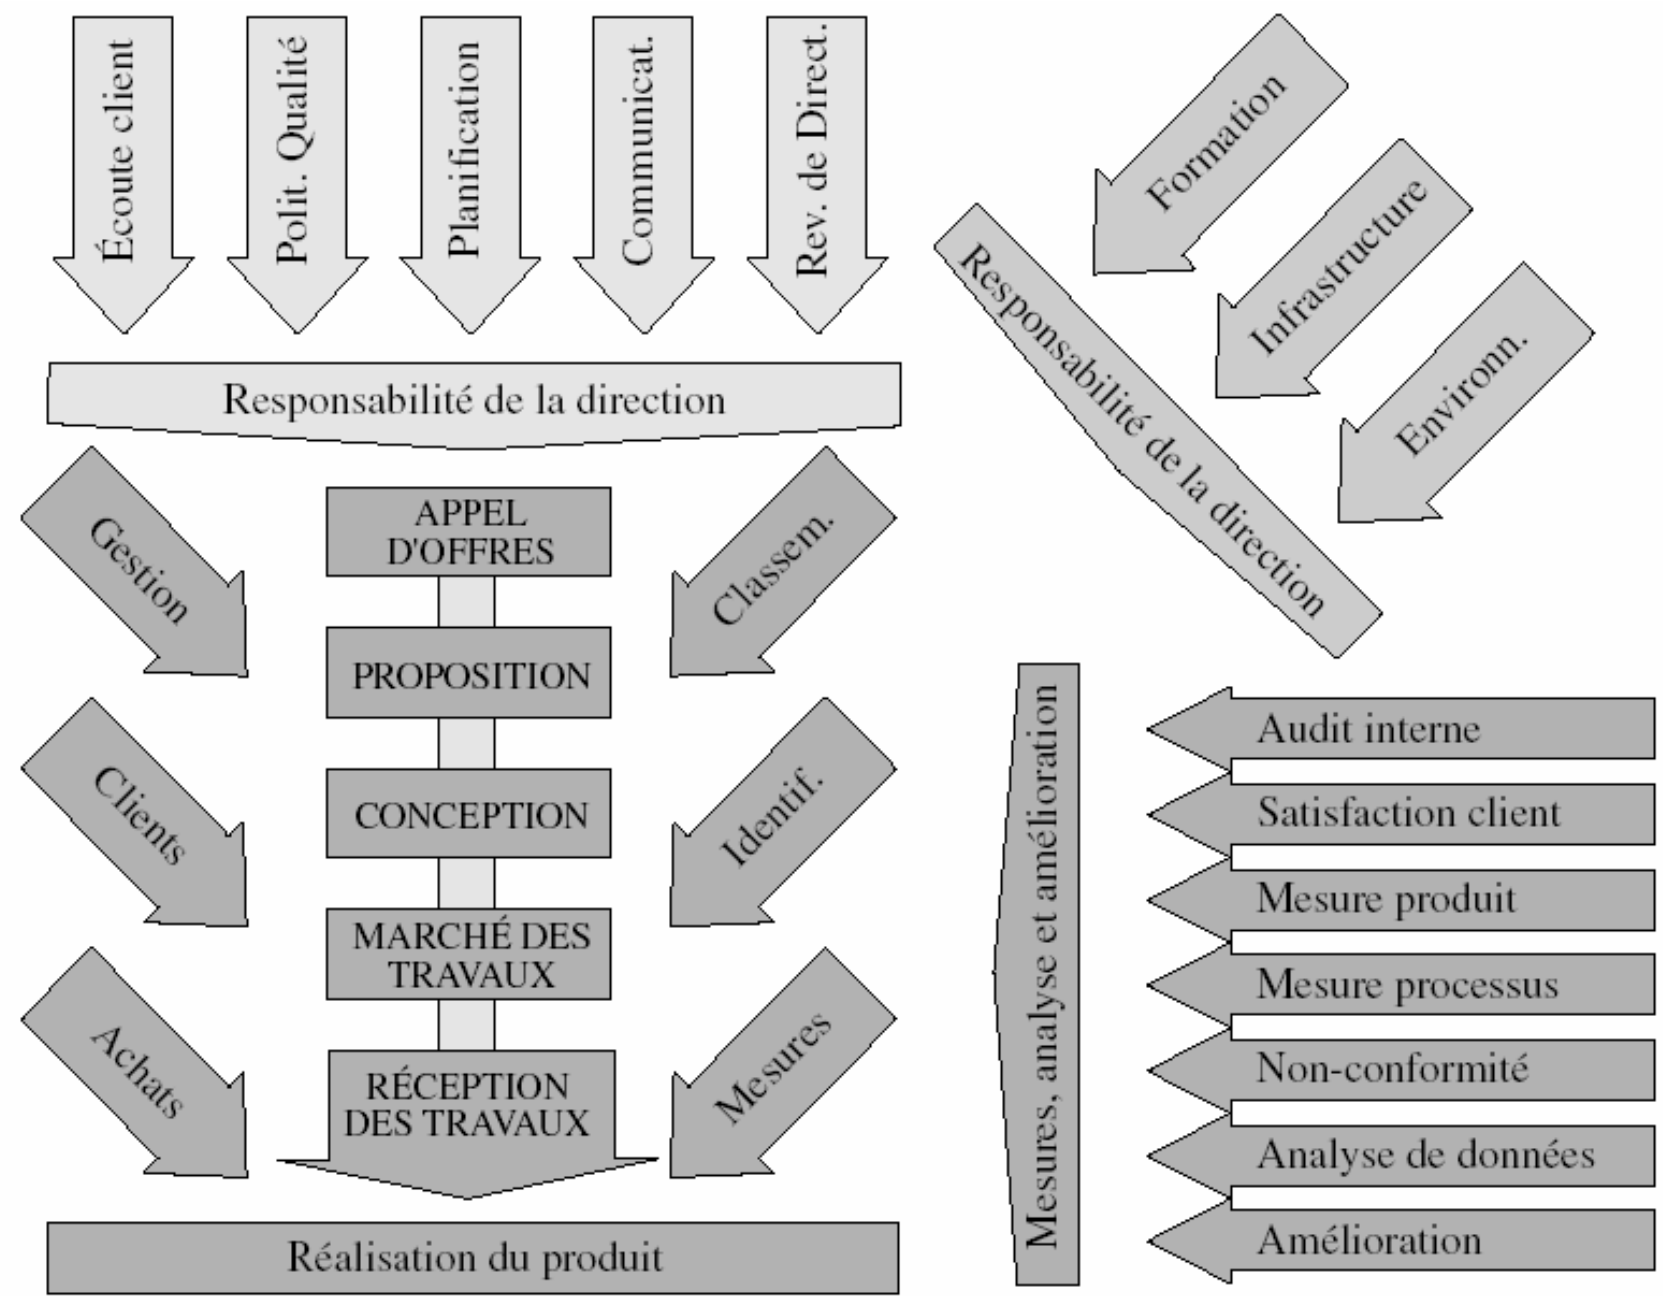 Écoute client
Polit. Qualité
Planification
Communicat.
Rev. de Direct.
Responsabilité de la direction
Gestion
Clients
Achats
APPEL
D'OFFRES
PROPOSITION
CONCEPTION
MARCHÉ DES
TRAVAUX
RÉCEPTION
DES TRAVAUX
Classem.
Identif.
Mesures
Réalisation du produit
Formation
Infrastructure
Environn.
Responsabilité de la direction
Mesures, analyse et amélioration
Audit interne
Satisfaction client
Mesure produit
Mesure processus
Non-conformité
Analyse de données
Amélioration